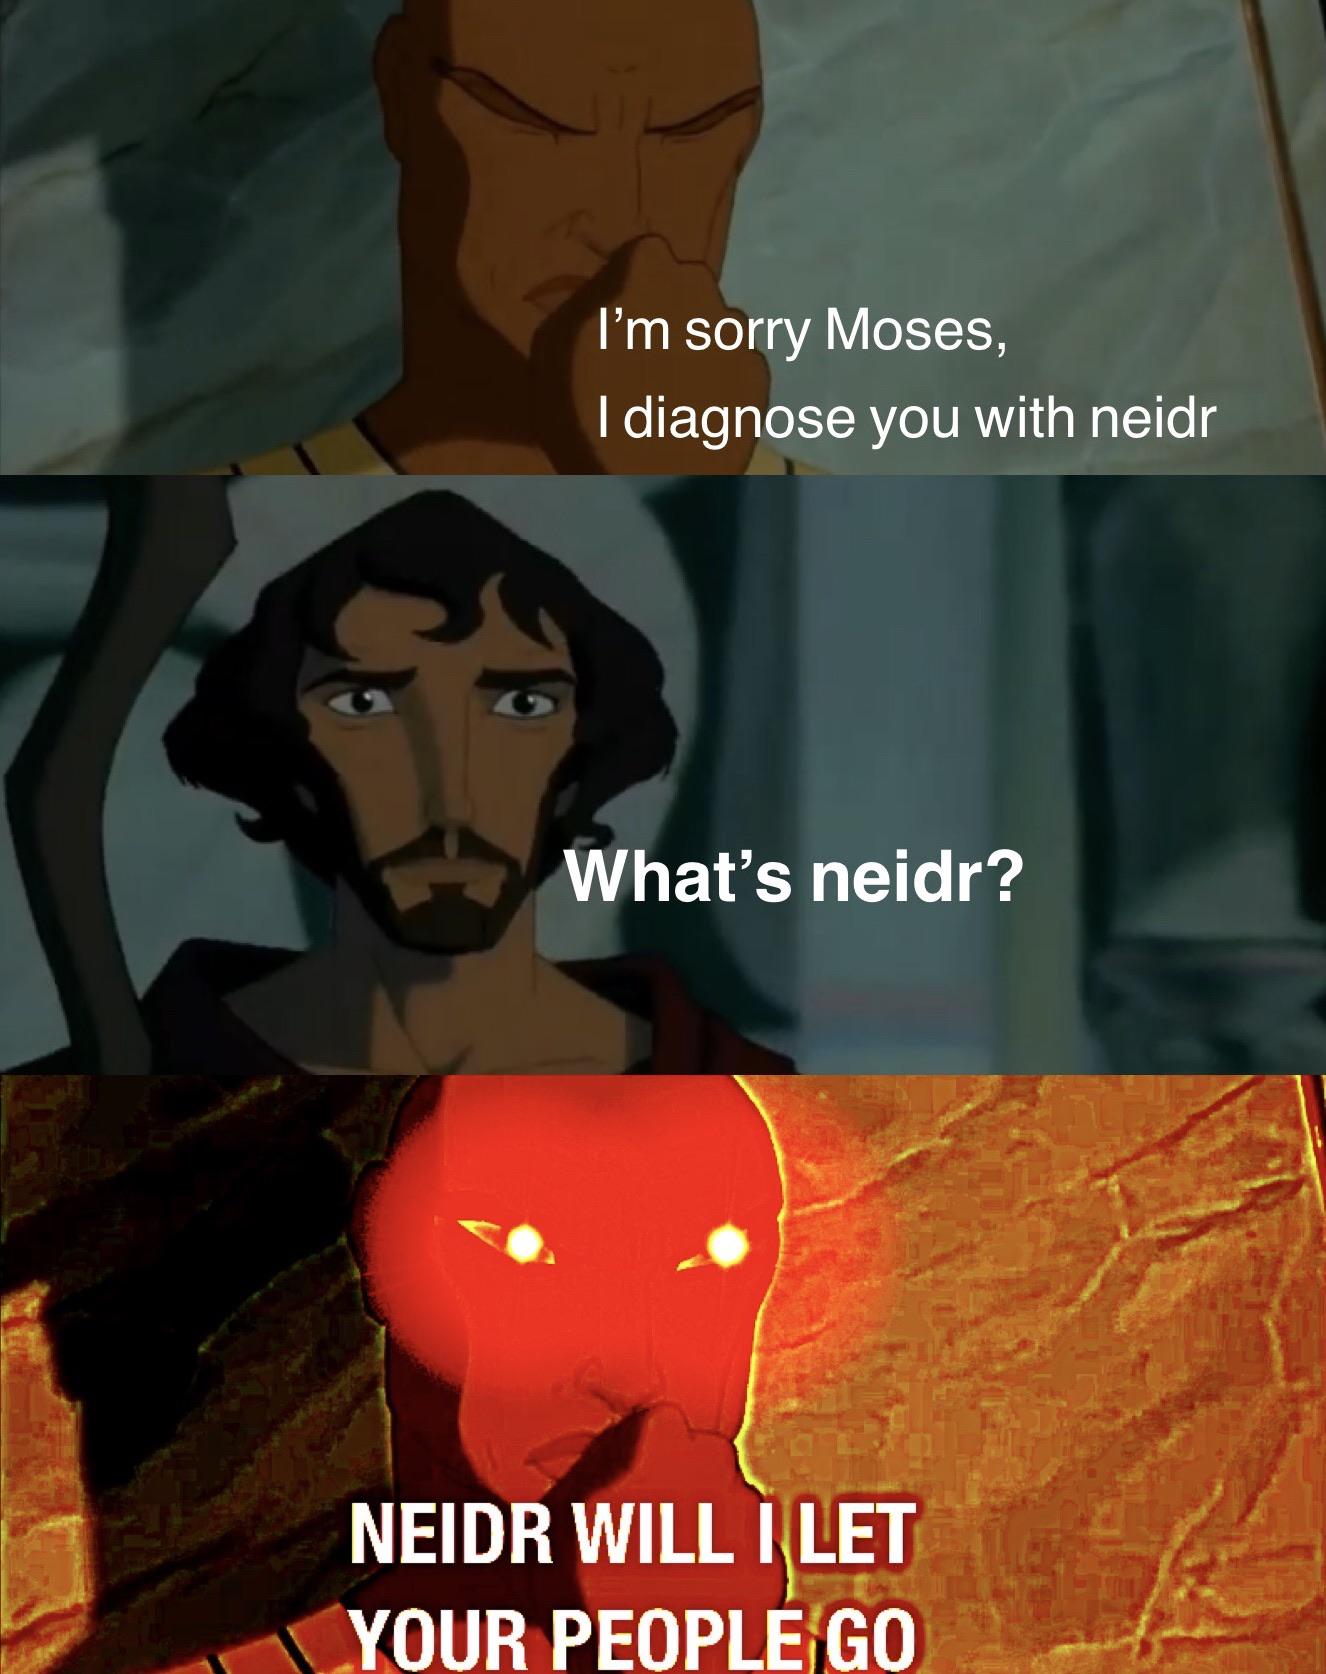 I’m sorry Moses,
I diagnose you with neidr
What’s neidr?
NEIDR WILL I LET
YOUR PEOPLE GO